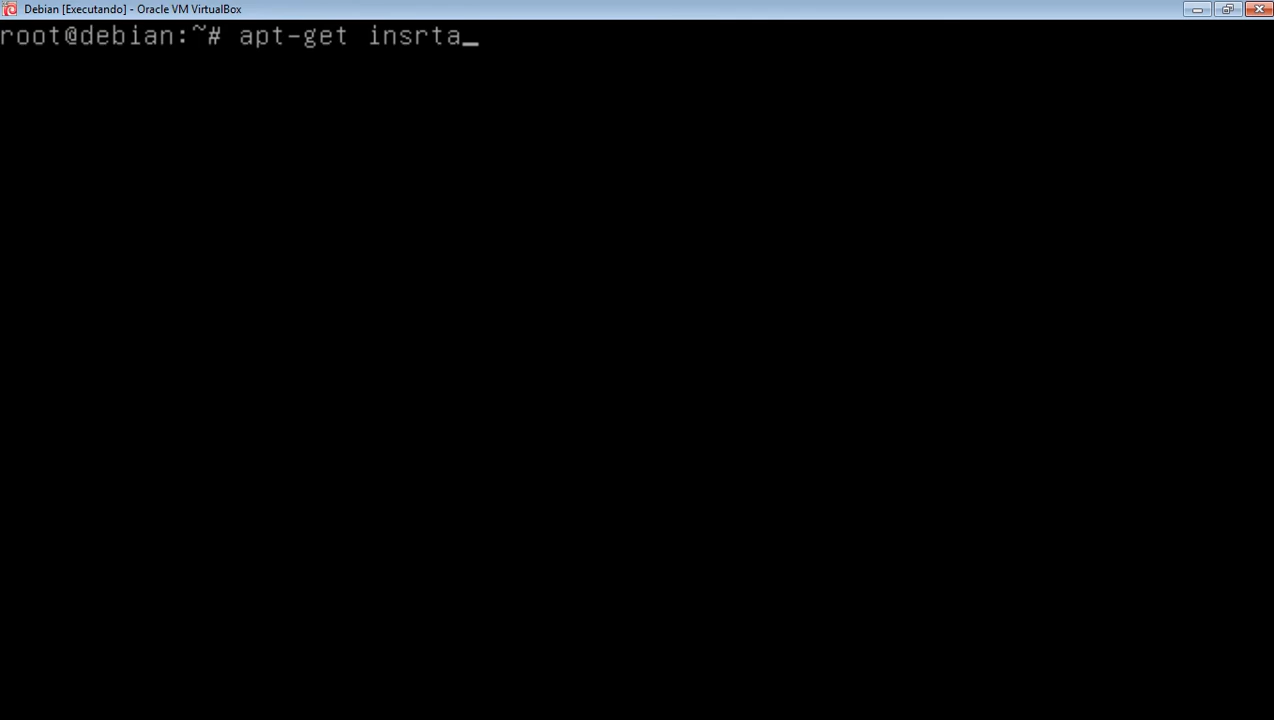 Debian [Executando] - Oracle VM VirtualBox
root@debian:~# apt-get insrta_